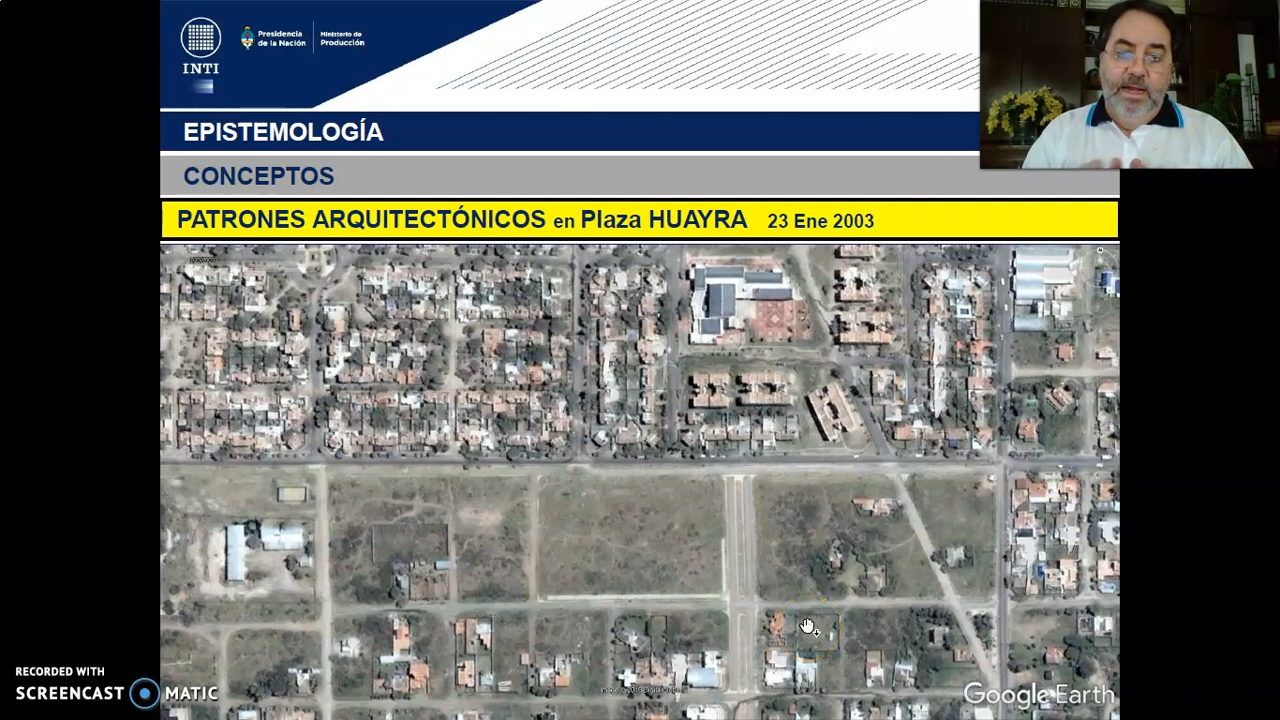 INTI
Presidencia
de la Nación
Ministerio de
Producción
EPISTEMOLOGÍA
CONCEPTOS
PATRONES ARQUITECTÓNICOS en Plaza HUAYRA 23 Ene 2003
Google Earth
RECORDED WITH
SCREENCAST MATIC